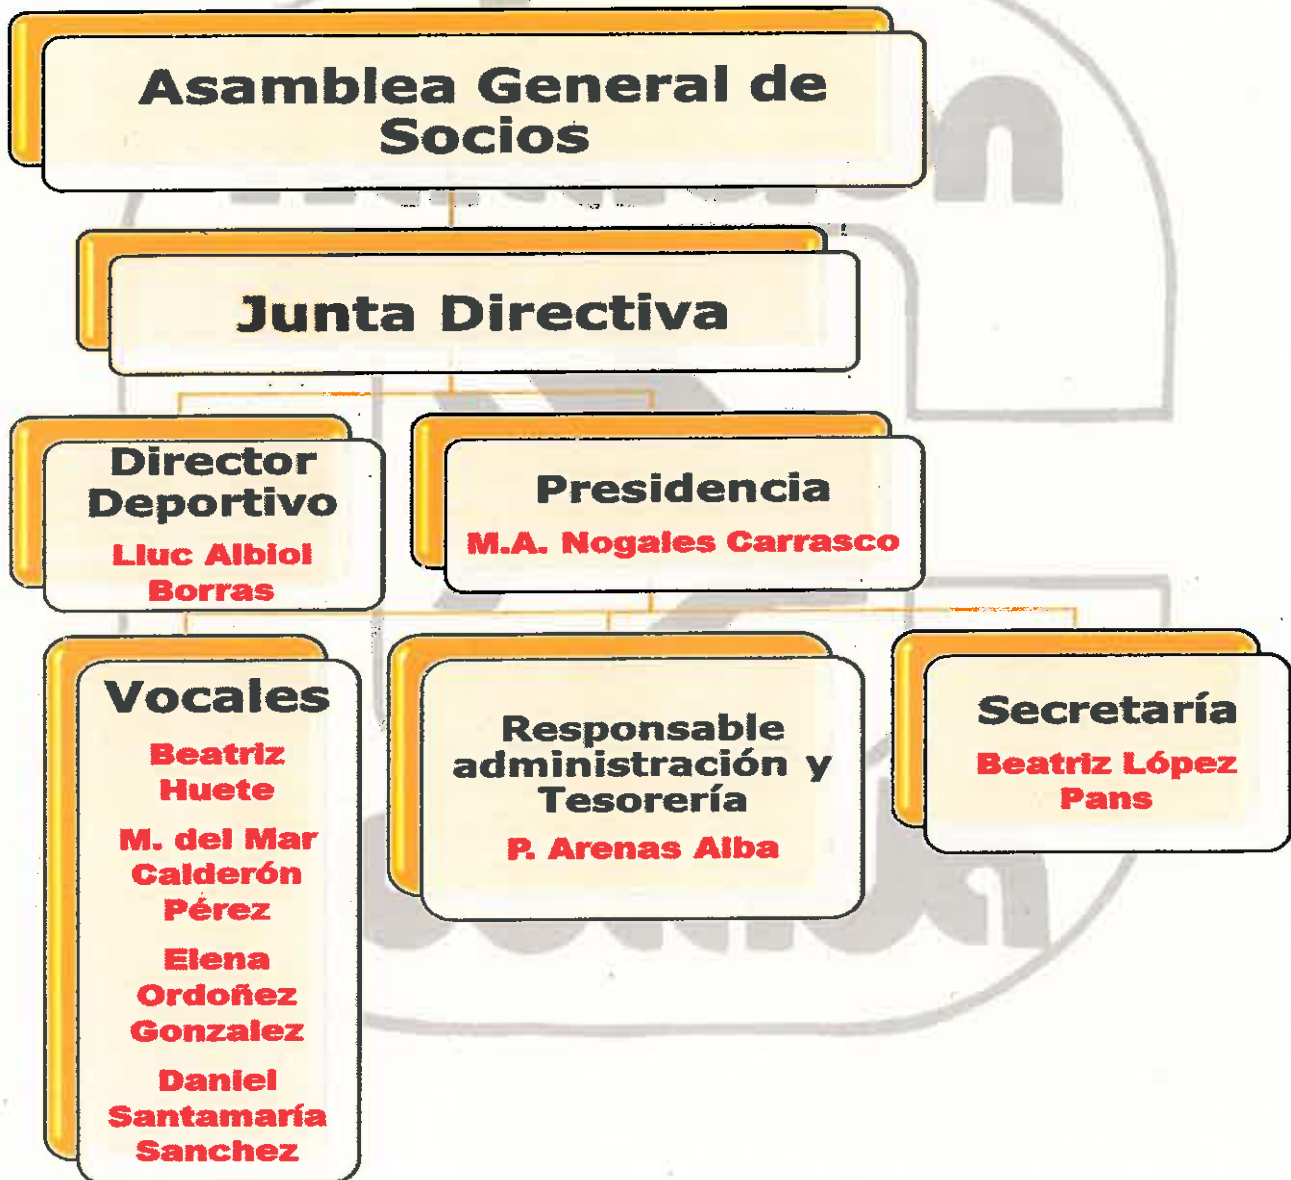 Asamblea General de
Socios
Junta Directiva
Director
Deportivo
Lluc Albiol
Borras
Presidencia
M.A. Nogales Carrasco
Vocales
Beatriz
Huete
M. del Mar
Calderón
Pérez
Elena
Ordoñez
Gonzalez
Daniel
Santamaría
Sanchez
Responsable
administración y
Tesorería
P. Arenas Alba
Secretaría
Beatriz López
Pans